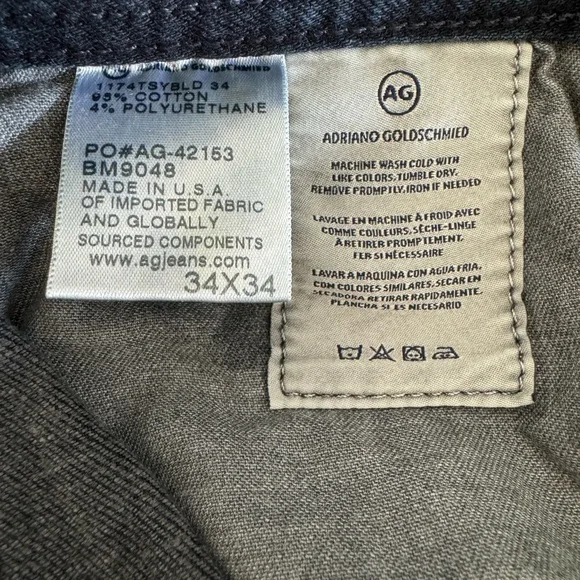 ADRIANO GOLDSCHMIED
1174TSYBLD 34
95% COTTON
4% POLYURETHANE
PO#AG-42153
BM9048
MADE IN U.S.A.
OF IMPORTED FABRIC
AND GLOBALLY
SOURCED COMPONENTS
www.agjeans.com
34X34
AG
ADRIANO GOLDSCHMIED
MACHINE WASH COLD WITH
LIKE COLORS. TUMBLE DRY.
REMOVE PROMPTLY. IRON IF NEEDED
LAVAGE EN MACHINE À FROID AVEC
COMME COULEURS. SÈCHE-LINGE
À RETIRER PROMPTEMENT.
FER SI NÉCESSAIRE
LAVAR A MAQUINA CON AGUA FRIA,
CON COLORES SIMILARES. SECAR EN
SECADORA RETIRAR RAPIDAMENTE.
PLANCHA SI ES NECESARIO